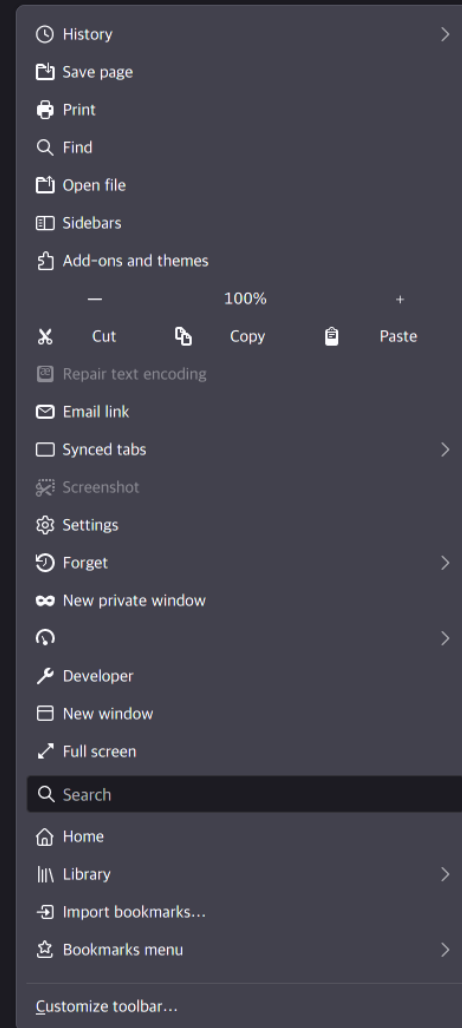 History
Save page
Print
Find
Open file
Sidebars
Add-ons and themes
— 100% +
Cut Copy Paste
Repair text encoding
Email link
Synced tabs
Screenshot
Settings
Forget
New private window
Developer
New window
Full screen
Search
Home
Library
Import bookmarks…
Bookmarks menu
Customize toolbar…